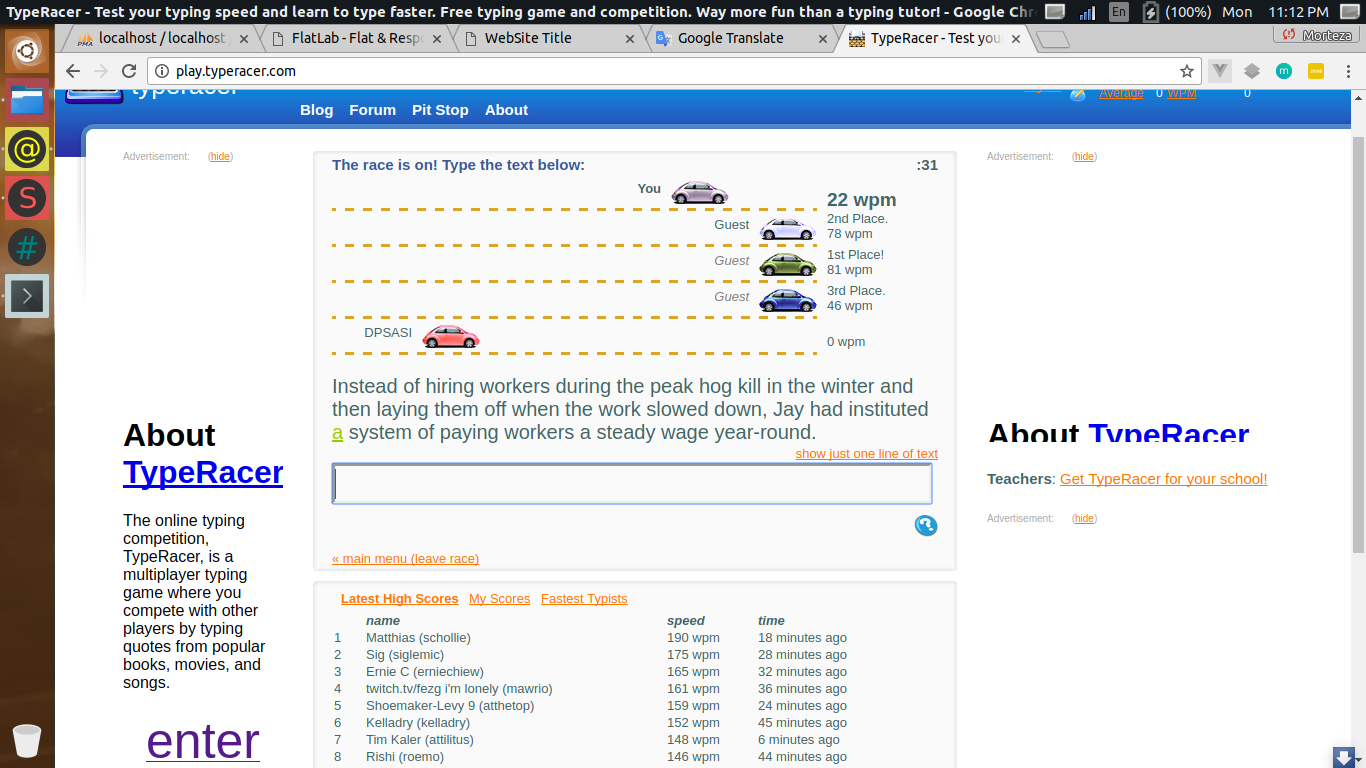 TypeRacer - Test your typing speed and learn to type faster. Free typing game and competition. Way more fun than a typing tutor! - Google Chr
En (100%) Mon 11:12 PM
localhost / localhost FlatLab - Flat & Resp WebSite Title Google Translate TypeRacer - Test you Morteza
play.typeracer.com
typeracer
Average 0 WPM 0
Blog Forum Pit Stop About
Advertisement: (hide)
The race is on! Type the text below: :31
You
22 wpm
Guest
2nd Place.
78 wpm
Guest
1st Place!
81 wpm
Guest
3rd Place.
46 wpm
DPSASI
0 wpm
Instead of hiring workers during the peak hog kill in the winter and
then laying them off when the work slowed down, Jay had instituted
a system of paying workers a steady wage year-round.
show just one line of text
« main menu (leave race)
Advertisement: (hide)
About TypeRacer
Teachers: Get TypeRacer for your school!
Advertisement: (hide)
About
TypeRacer
The online typing
competition,
TypeRacer, is a
multiplayer typing
game where you
compete with other
players by typing
quotes from popular
books, movies, and
songs.
enter
Latest High Scores My Scores Fastest Typists
name speed time
1 Matthias (schollie) 190 wpm 18 minutes ago
2 Sig (siglemic) 175 wpm 28 minutes ago
3 Ernie C (erniechiew) 165 wpm 32 minutes ago
4 twitch.tv/fezg i'm lonely (mawrio) 161 wpm 36 minutes ago
5 Shoemaker-Levy 9 (atthetop) 159 wpm 24 minutes ago
6 Kelladry (kelladry) 152 wpm 45 minutes ago
7 Tim Kaler (attilitus) 148 wpm 6 minutes ago
8 Rishi (roemo) 146 wpm 44 minutes ago